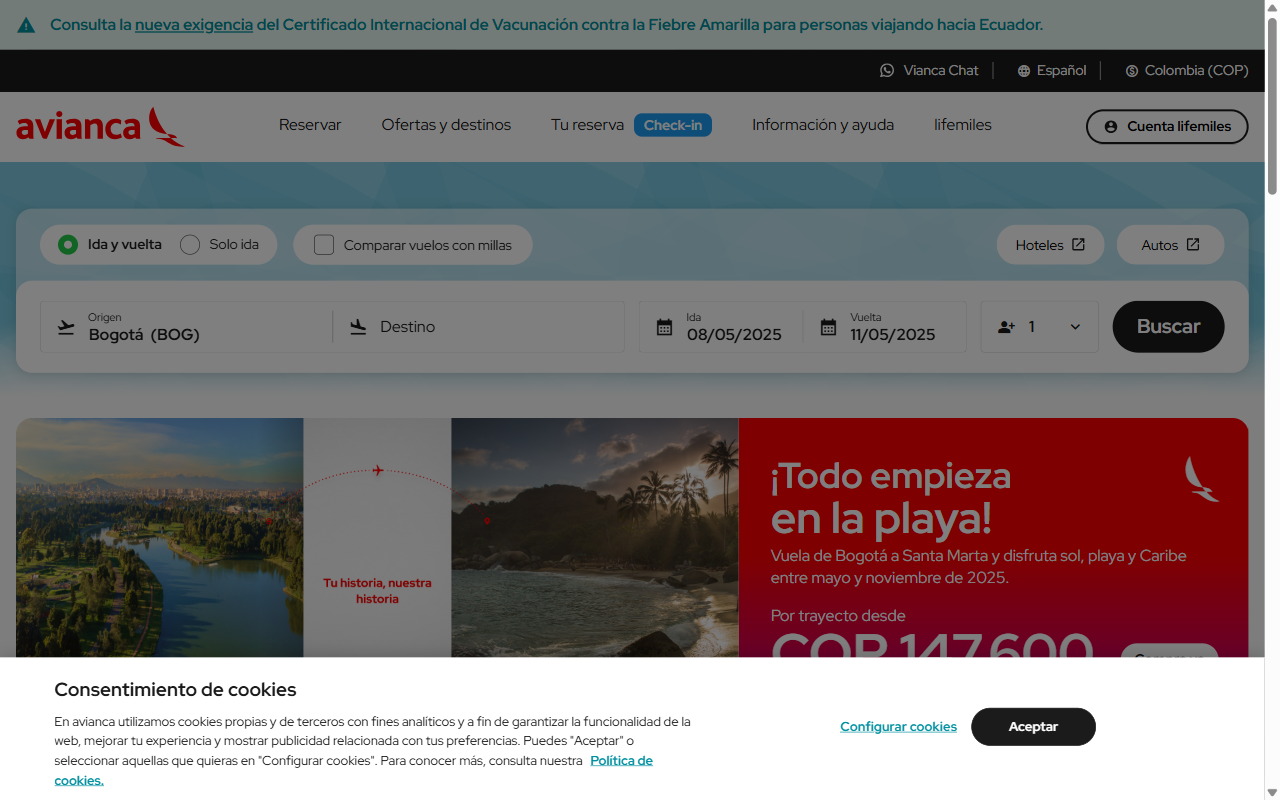 Consulta la nueva exigencia del Certificado Internacional de Vacunación contra la Fiebre Amarilla para personas viajando hacia Ecuador.
Vianca Chat
Español
Colombia (COP)
avianca
Reservar
Ofertas y destinos
Tu reserva
Check-in
Información y ayuda
lifemiles
Cuenta lifemiles
Ida y vuelta
Solo ida
Comparar vuelos con millas
Hoteles
Autos
Origen
Bogotá (BOG)
Destino
Ida
08/05/2025
Vuelta
11/05/2025
1
Buscar
Tu historia, nuestra
historia
¡Todo empieza
en la playa!
Vuela de Bogotá a Santa Marta y disfruta sol, playa y Caribe
entre mayo y noviembre de 2025.
Por trayecto desde
COP 147.600
Consentimiento de cookies
En avianca utilizamos cookies propias y de terceros con fines analíticos y a fin de garantizar la funcionalidad de la
web, mejorar tu experiencia y mostrar publicidad relacionada con tus preferencias. Puedes "Aceptar" o
seleccionar aquellas que quieras en "Configurar cookies". Para conocer más, consulta nuestra Política de
cookies.
Configurar cookies
Aceptar